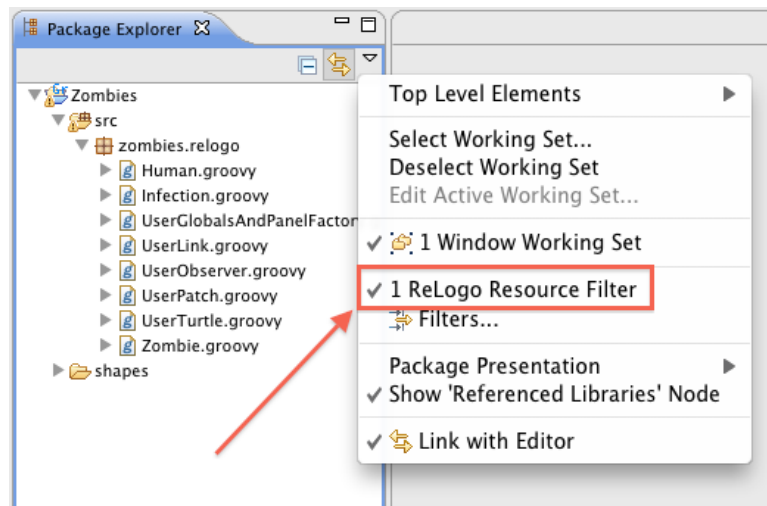 Package Explorer
Zombies
src
zombies.relogo
Human.groovy
Infection.groovy
UserGlobalsAndPanelFactor
UserLink.groovy
UserObserver.groovy
UserPatch.groovy
UserTurtle.groovy
Zombie.groovy
shapes
Top Level Elements
Select Working Set...
Deselect Working Set
Edit Active Working Set...
1 Window Working Set
1 ReLogo Resource Filter
Filters...
Package Presentation
Show 'Referenced Libraries' Node
Link with Editor